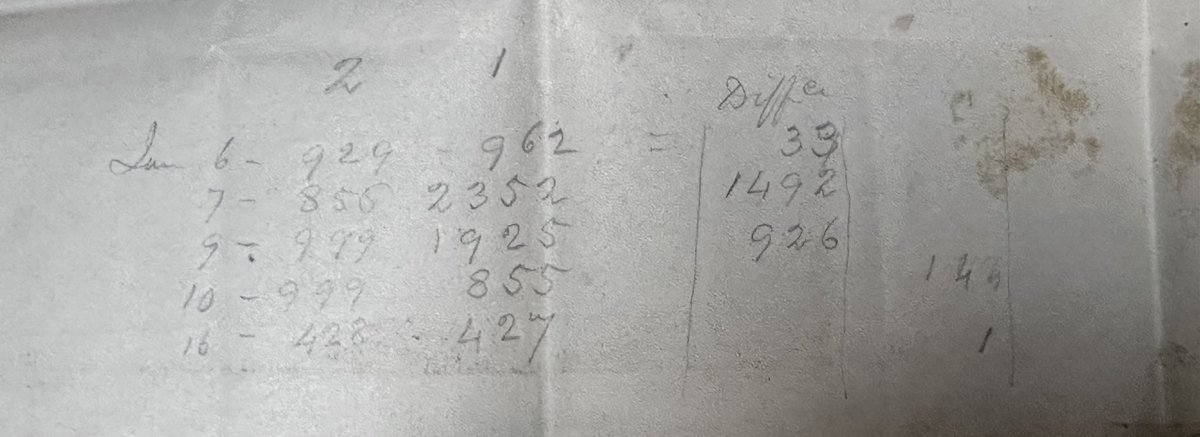 2 1 Diffce
Jan 6 - 929 - 962 = 33
7 - 855 2352 1492
9 - 999 1925 926
10 - 999 855 144
16 - 428 - 427 1